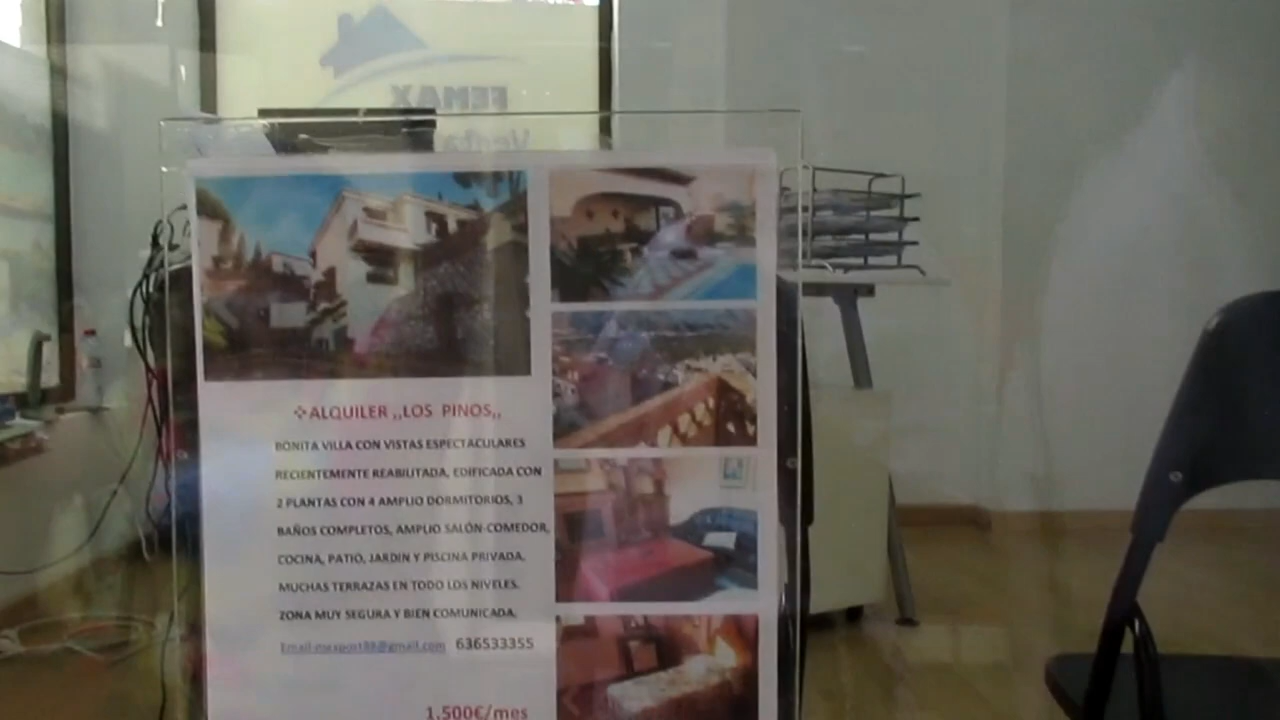 FEMAX
Venta
❖ALQUILER ,,LOS PINOS,,
BONITA VILLA CON VISTAS ESPECTACULARES
RECIENTEMENTE REABILITADA, EDIFICADA CON
2 PLANTAS CON 4 AMPLIO DORMITORIOS, 3
BAÑOS COMPLETOS, AMPLIO SALÓN-COMEDOR,
COCINA, PATIO, JARDIN Y PISCINA PRIVADA.
MUCHAS TERRAZAS EN TODO LOS NIVELES.
ZONA MUY SEGURA Y BIEN COMUNICADA.
636533355
1.500€/mes